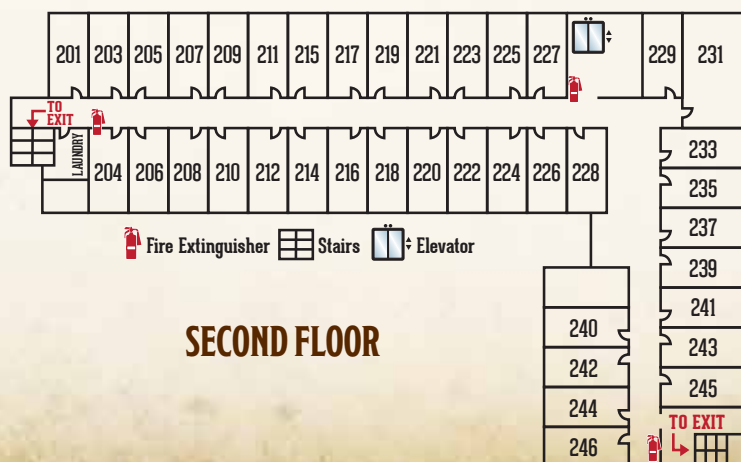 201 203 205 207 209 211 215 217 219 221 223 225 227 229 231
TO
EXIT
LAUNDRY
204 206 208 210 212 214 216 218 220 222 224 226 228
233
235
237
239
241
243
245
Fire Extinguisher Stairs Elevator
SECOND FLOOR
240
242
244
246
TO EXIT